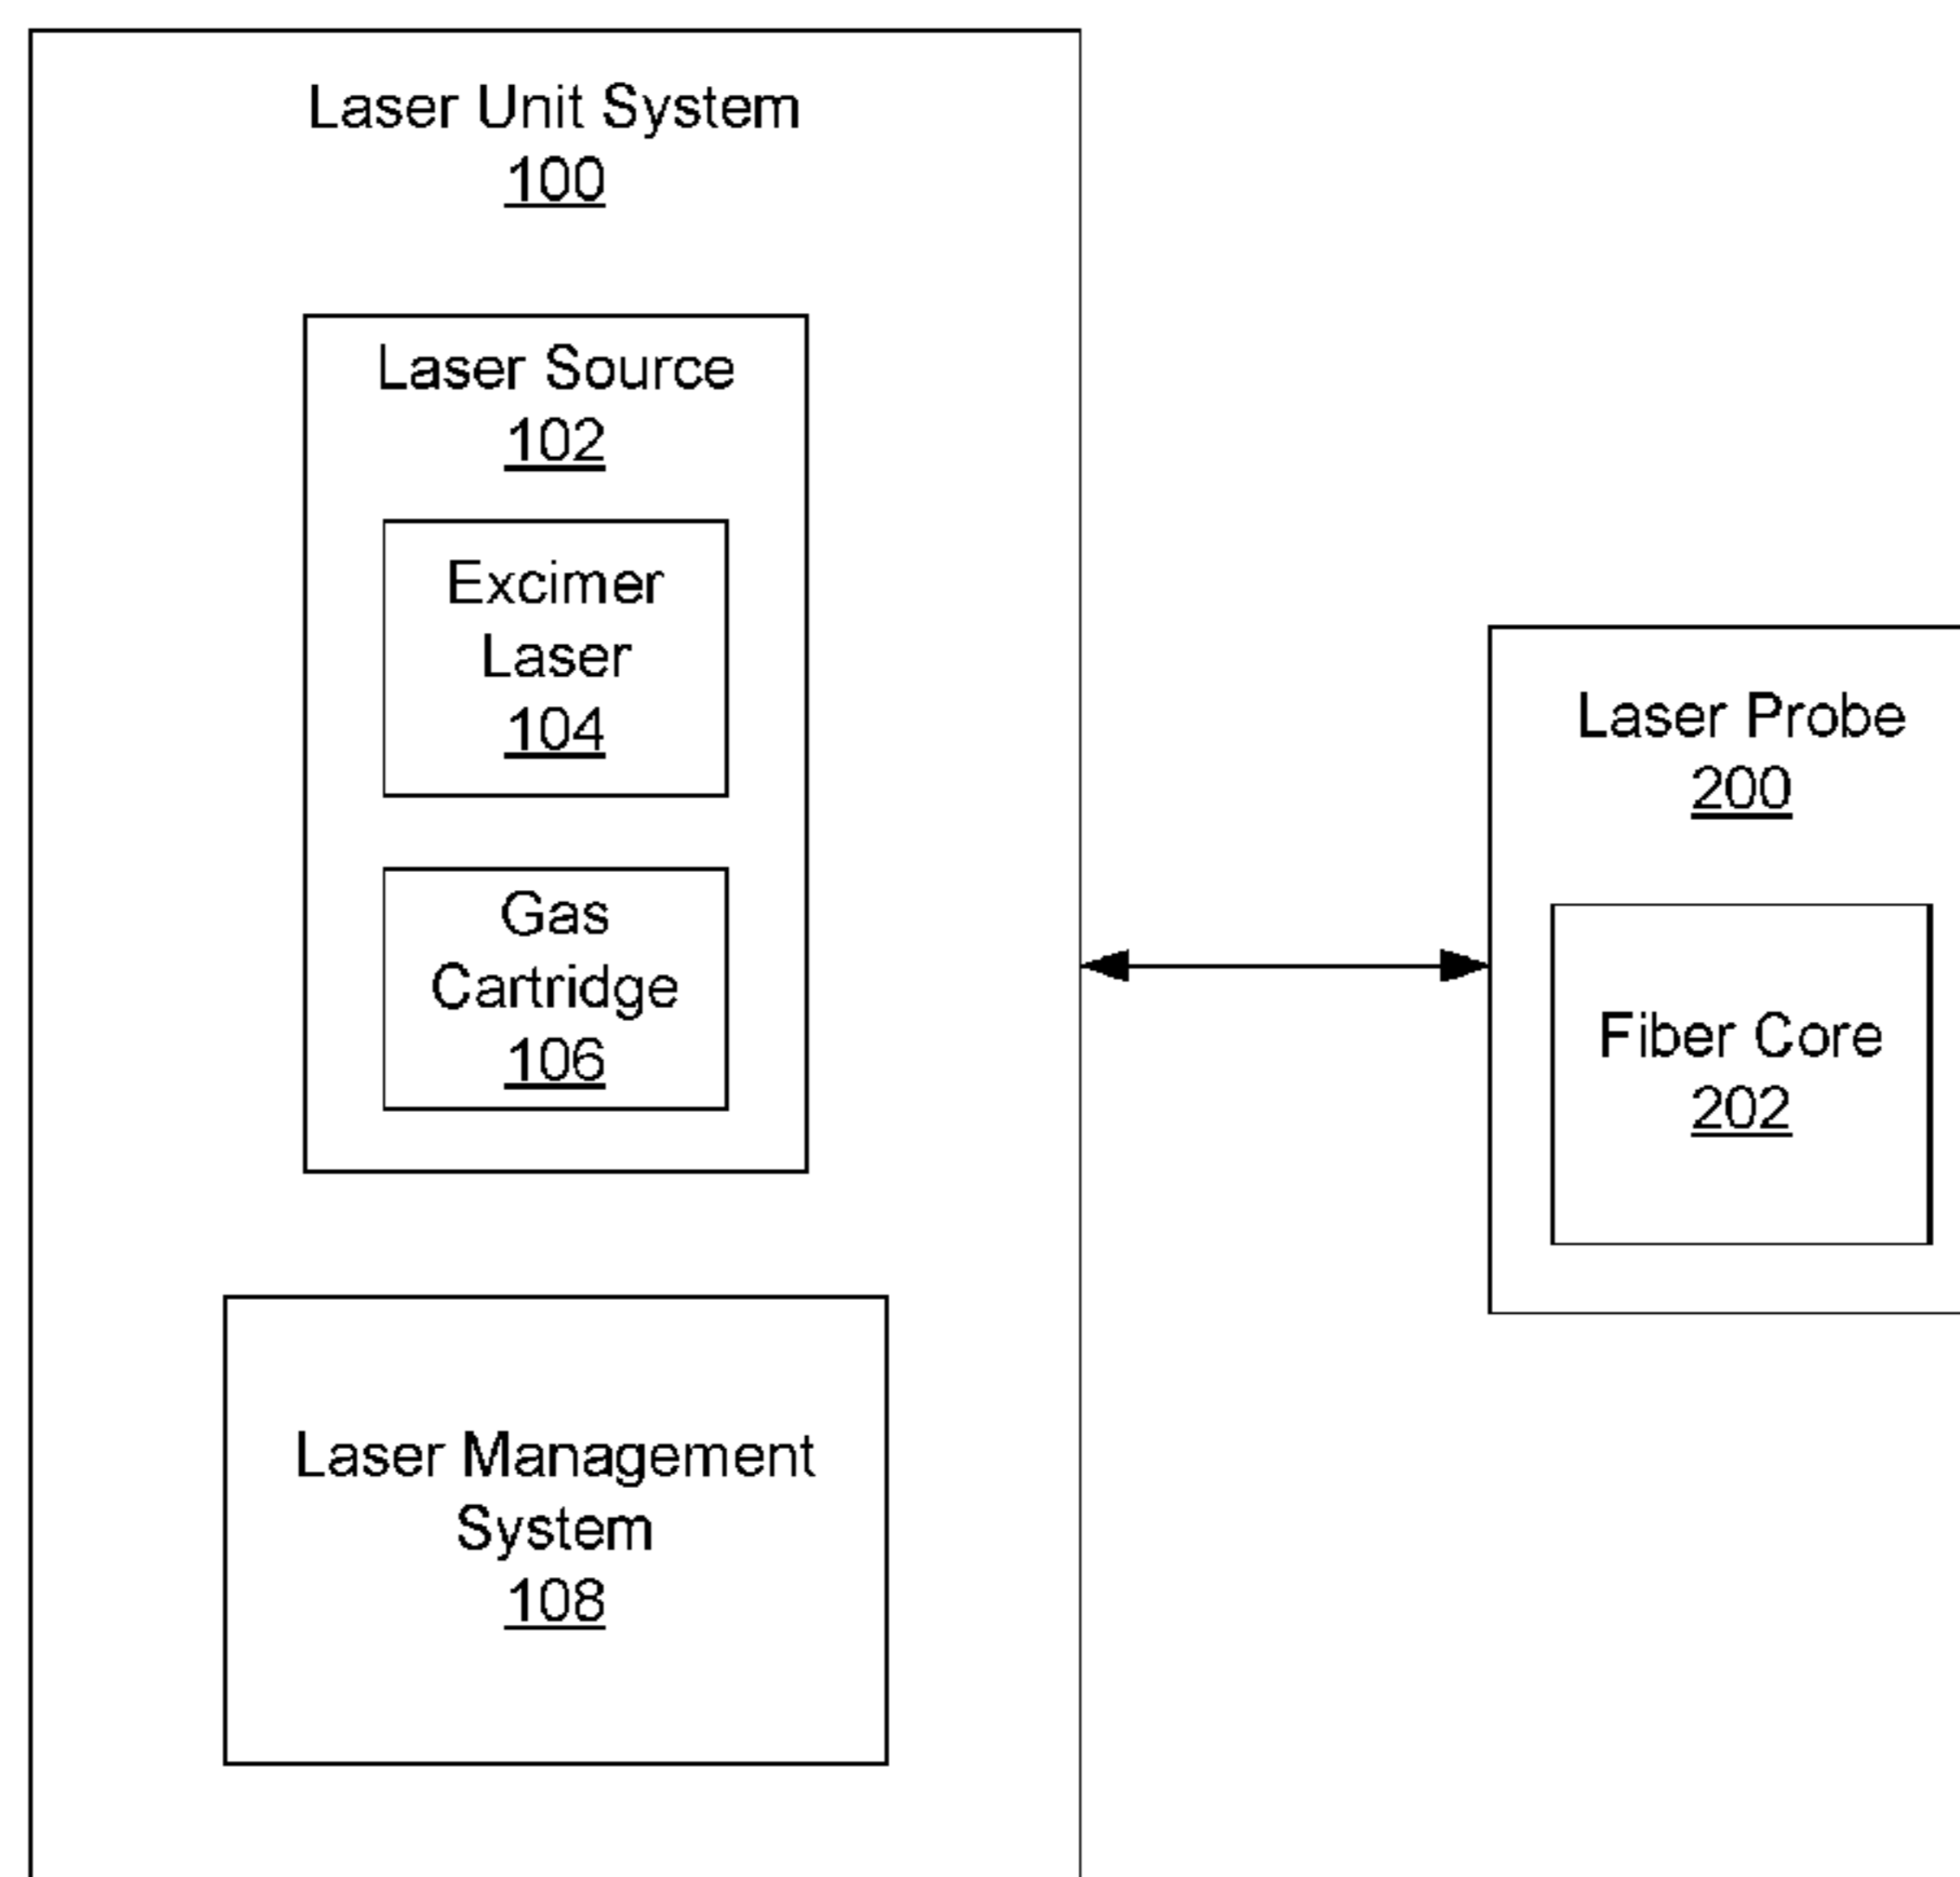 Laser Unit System
100
Laser Source
102
Excimer
Laser
104
Gas
Cartridge
106
Laser Management
System
108
Laser Probe
200
Fiber Core
202